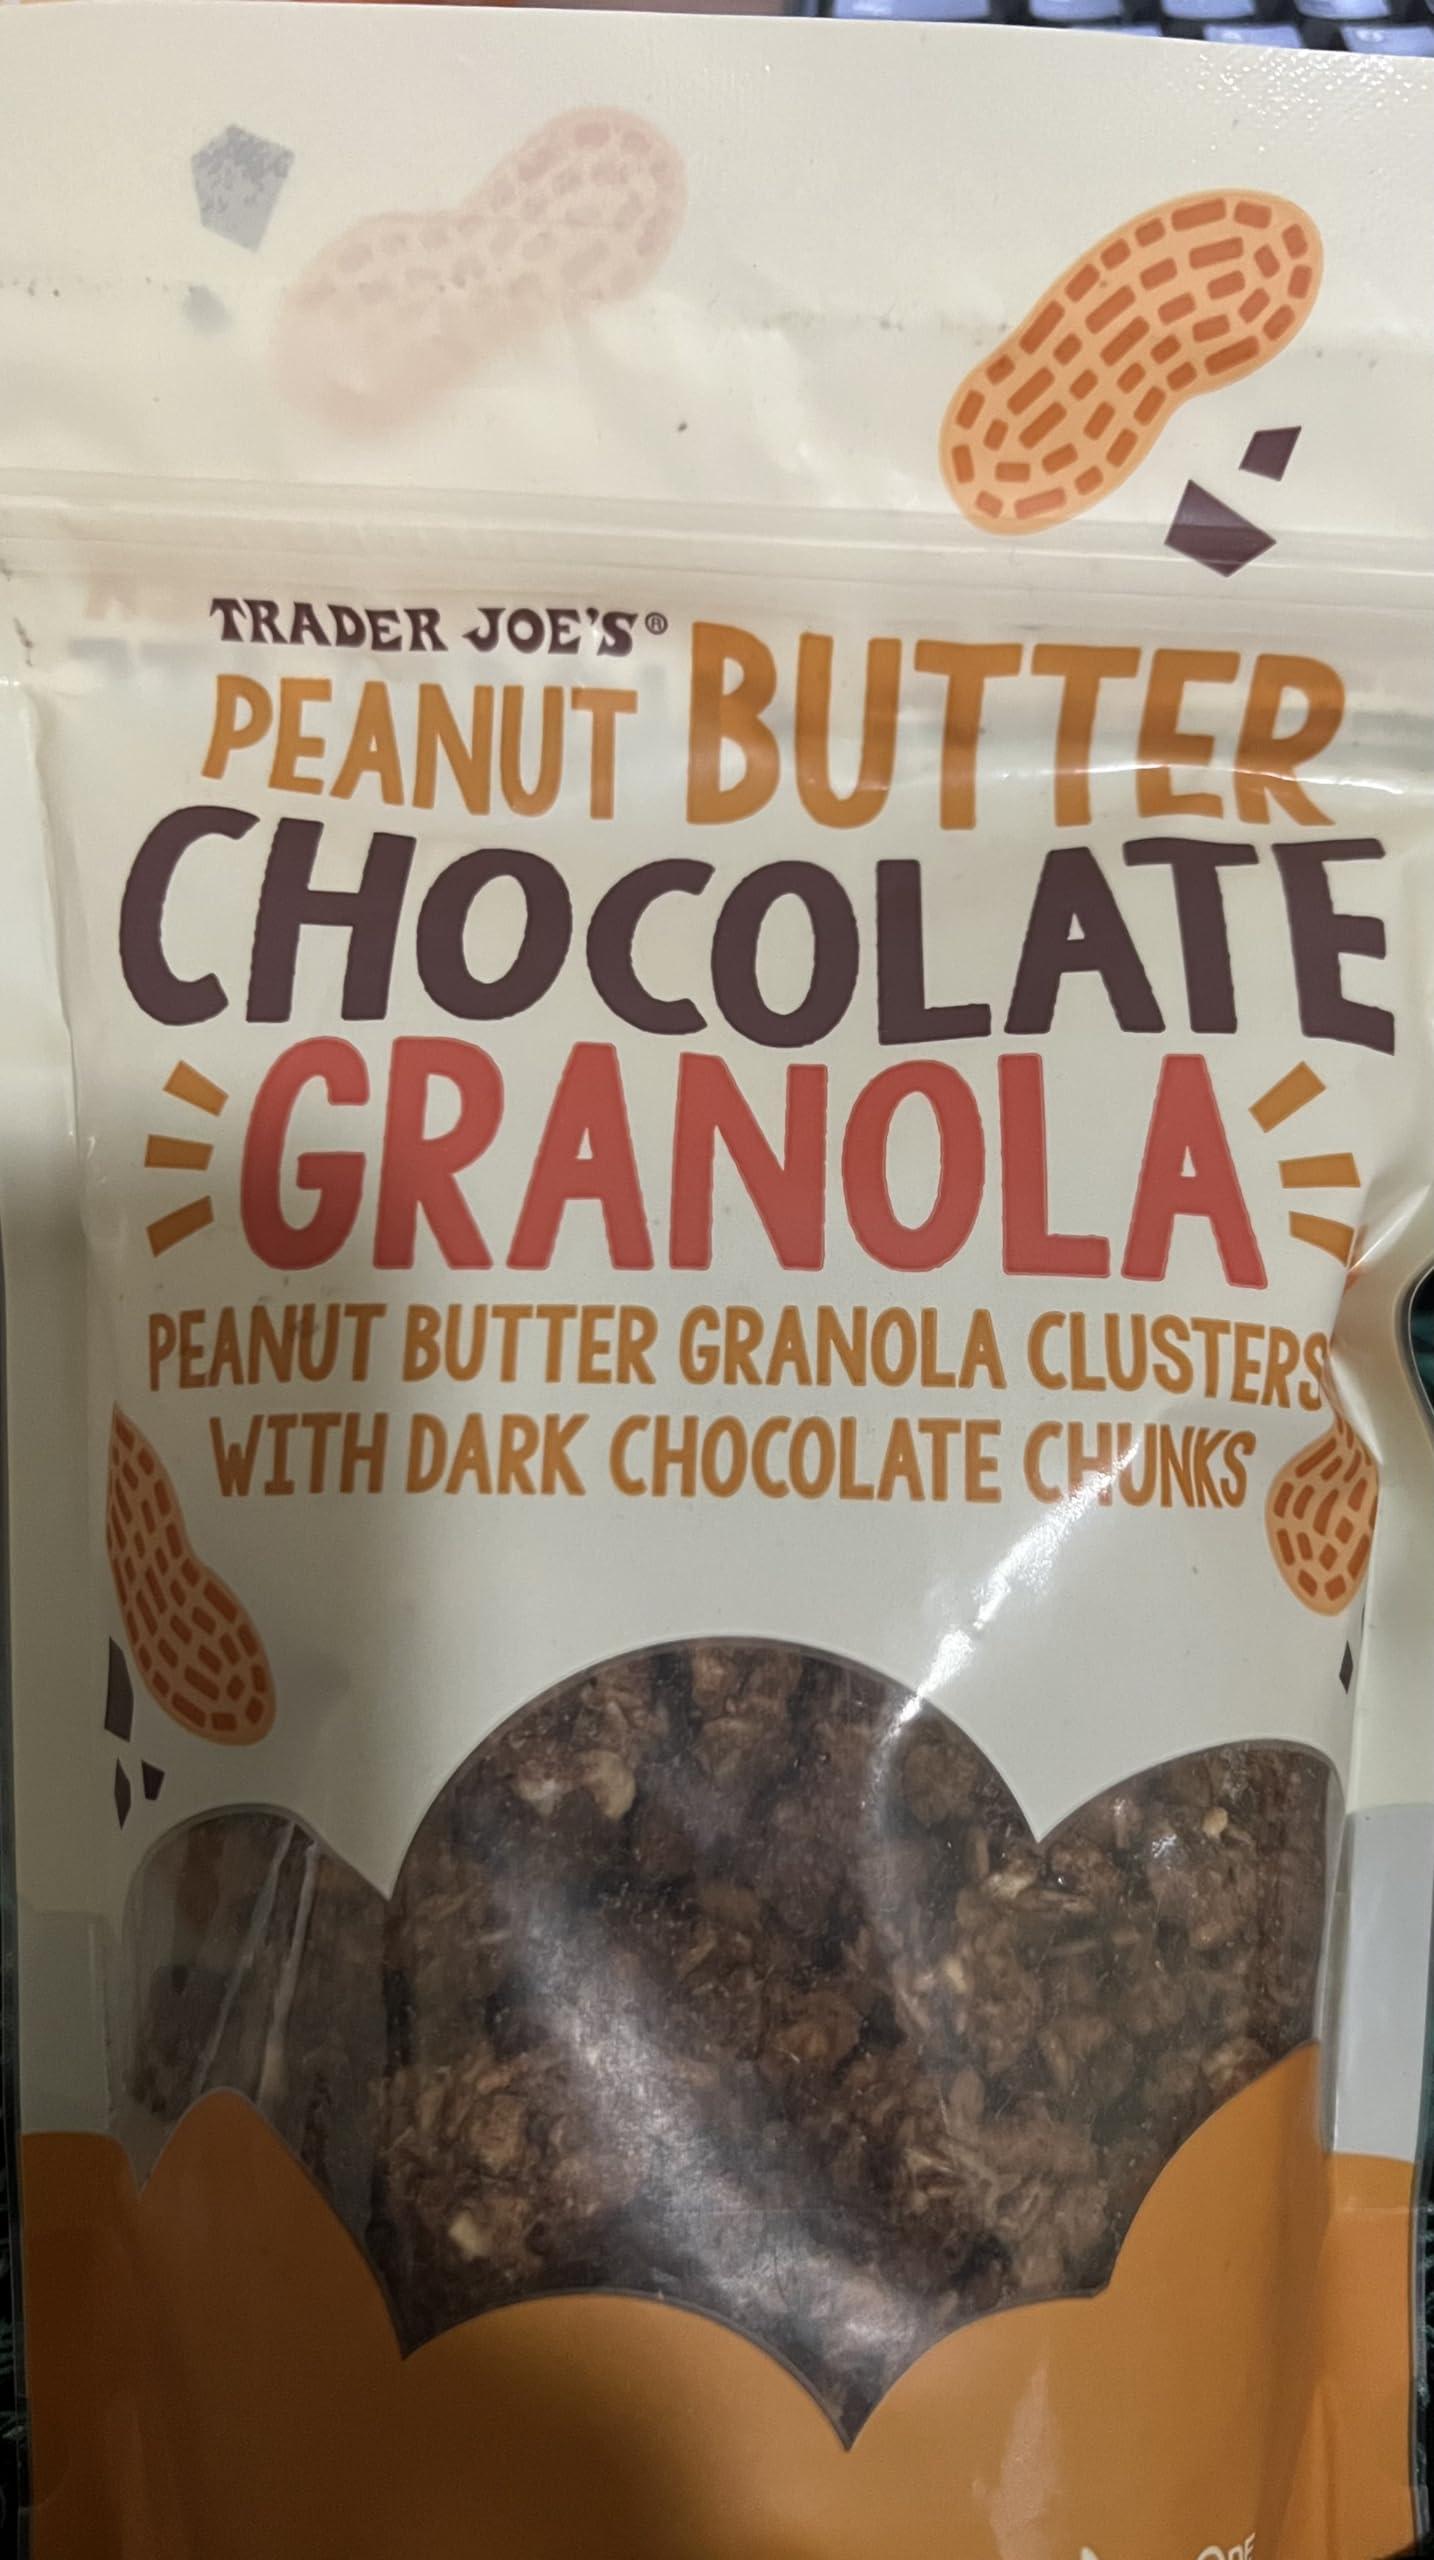 TRADER JOE'S®
PEANUT BUTTER
CHOCOLATE
GRANOLA
PEANUT BUTTER GRANOLA CLUSTERS
WITH DARK CHOCOLATE CHUNKS